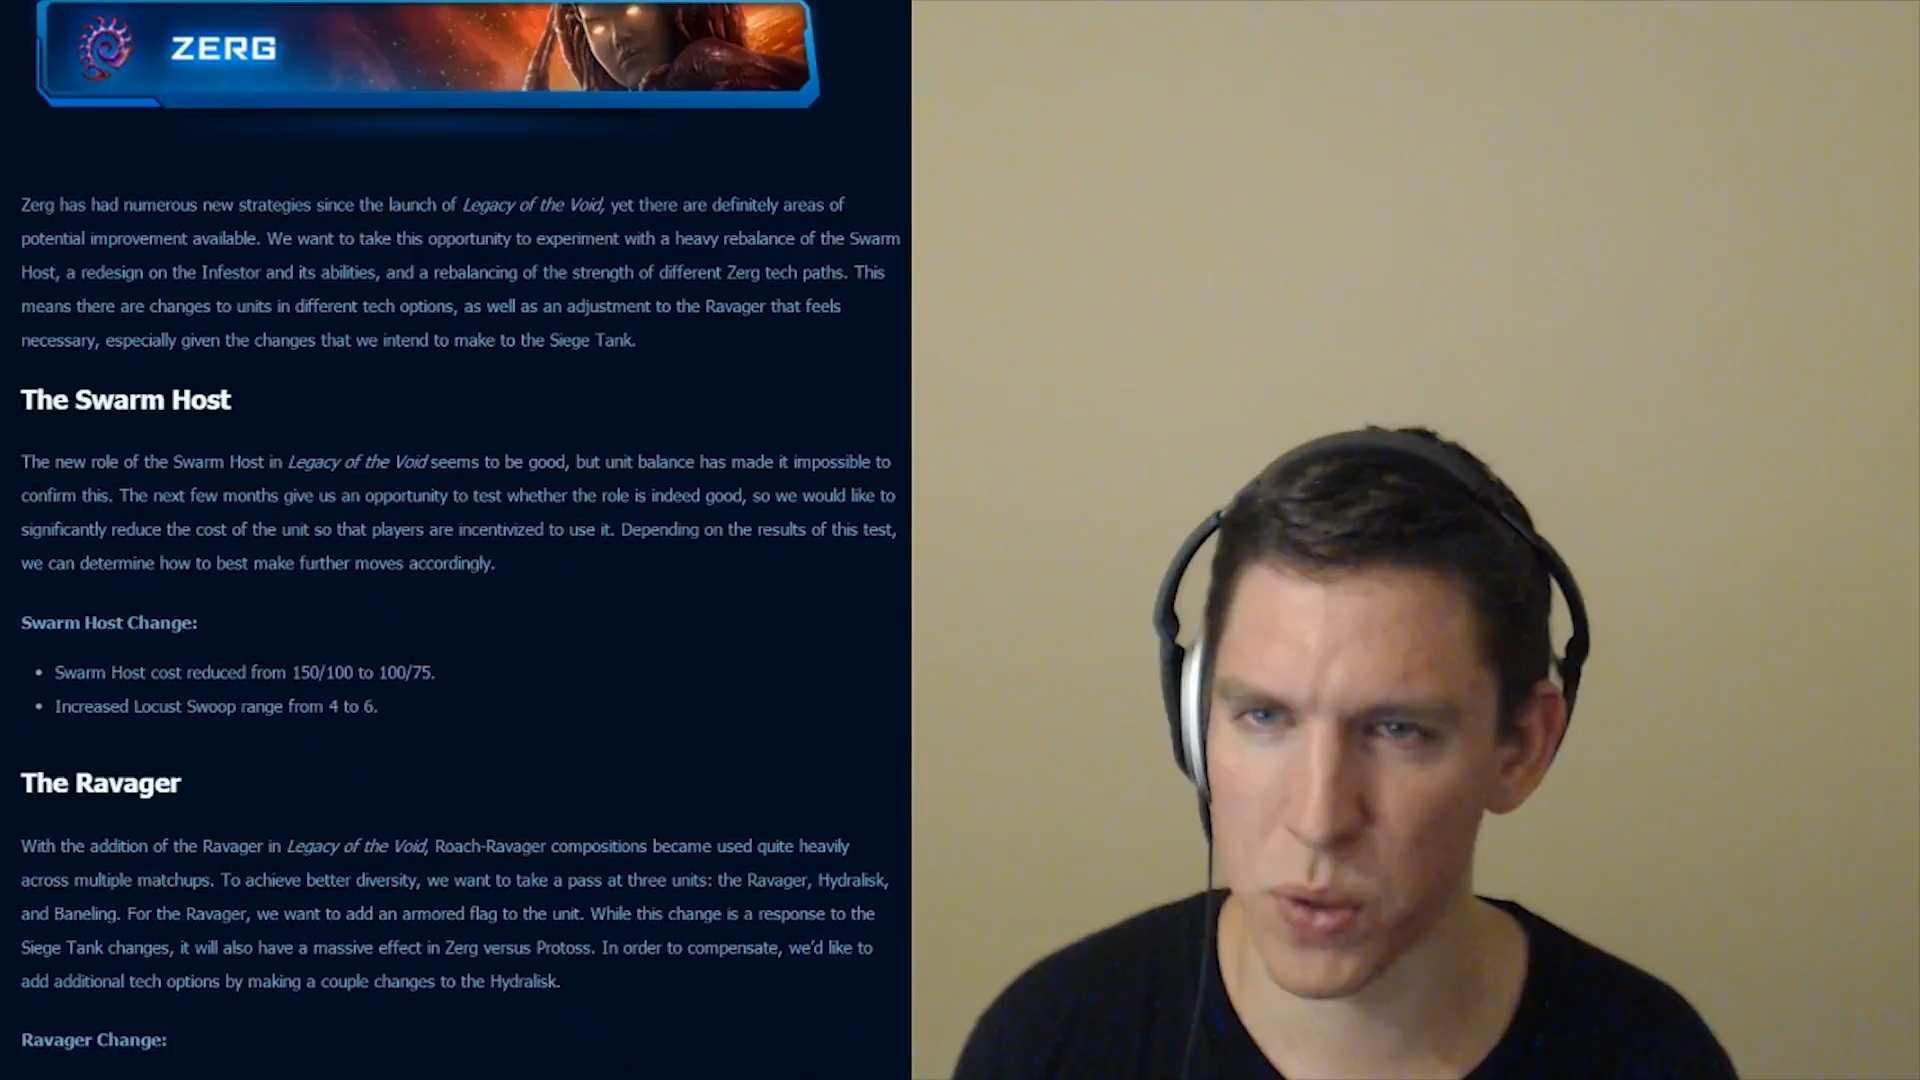 ZERG
Zerg has had numerous new strategies since the launch of Legacy of the Void, yet there are definitely areas of
potential improvement available. We want to take this opportunity to experiment with a heavy rebalance of the Swarm
Host, a redesign on the Infestor and its abilities, and a rebalancing of the strength of different Zerg tech paths. This
means there are changes to units in different tech options, as well as an adjustment to the Ravager that feels
necessary, especially given the changes that we intend to make to the Siege Tank.
The Swarm Host
The new role of the Swarm Host in Legacy of the Void seems to be good, but unit balance has made it impossible to
confirm this. The next few months give us an opportunity to test whether the role is indeed good, so we would like to
significantly reduce the cost of the unit so that players are incentivized to use it. Depending on the results of this test,
we can determine how to best make further moves accordingly.
Swarm Host Change:
• Swarm Host cost reduced from 150/100 to 100/75.
• Increased Locust Swoop range from 4 to 6.
The Ravager
With the addition of the Ravager in Legacy of the Void, Roach-Ravager compositions became used quite heavily
across multiple matchups. To achieve better diversity, we want to take a pass at three units: the Ravager, Hydralisk,
and Baneling. For the Ravager, we want to add an armored flag to the unit. While this change is a response to the
Siege Tank changes, it will also have a massive effect in Zerg versus Protoss. In order to compensate, we’d like to
add additional tech options by making a couple changes to the Hydralisk.
Ravager Change: